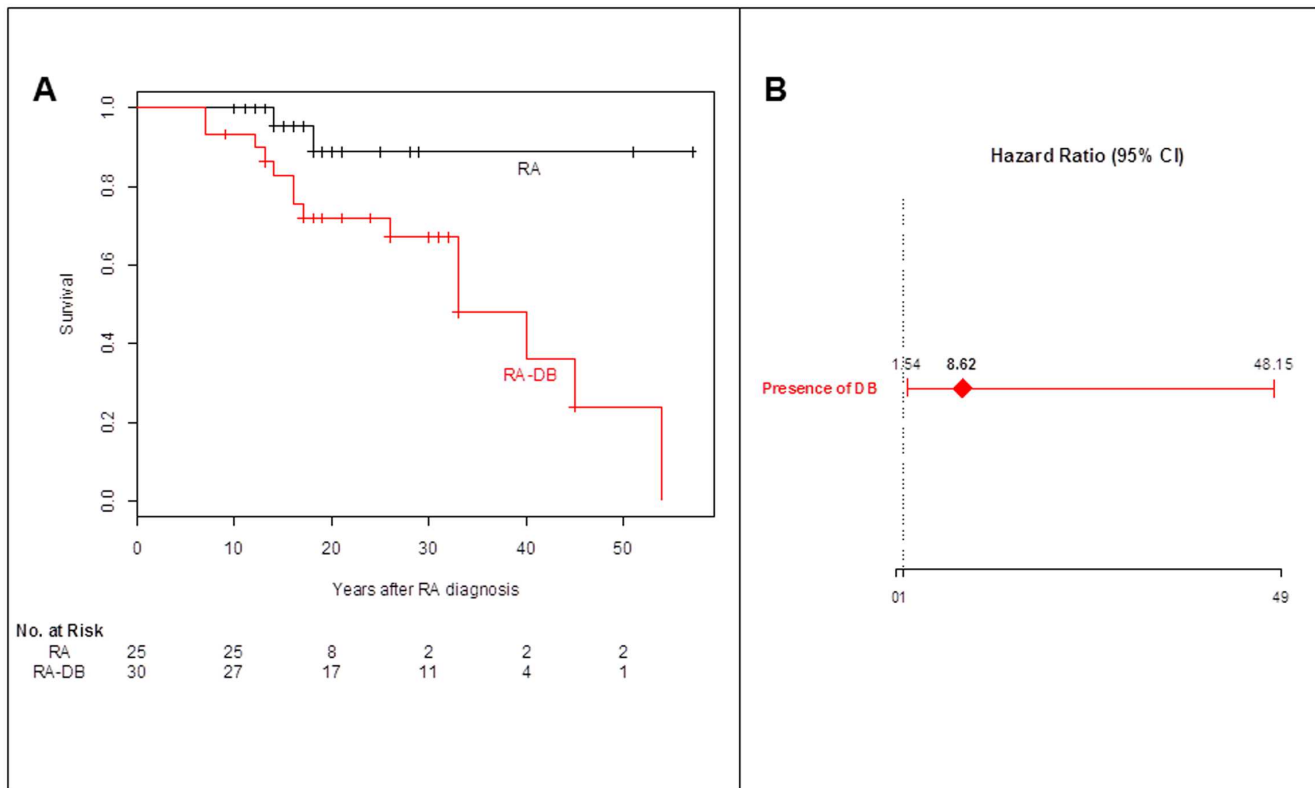 A
1.0
0.8
0.6
0.4
0.2
0.0
Survival
RA
RA-DB
0 10 20 30 40 50
Years after RA diagnosis
No. at Risk
RA 25 25 8 2 2 2
RA-DB 30 27 17 11 4 1
B
Hazard Ratio (95% CI)
1.54 8.62 48.15
Presence of DB
01 49